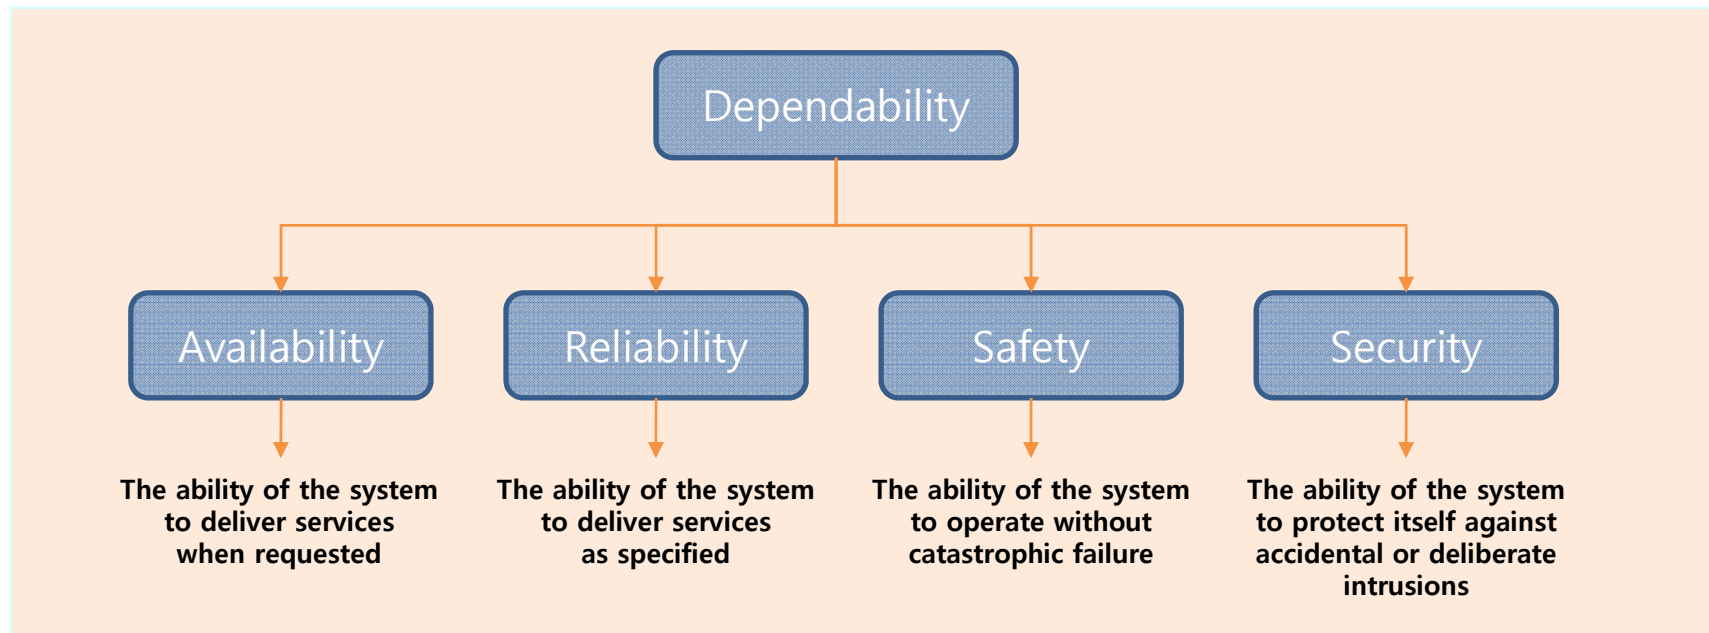 Dependability
Availability
Reliability
Safety
Security
The ability of the system
to deliver services
when requested
The ability of the system
to deliver services
as specified
The ability of the system
to operate without
catastrophic failure
The ability of the system
to protect itself against
accidental or deliberate
intrusions